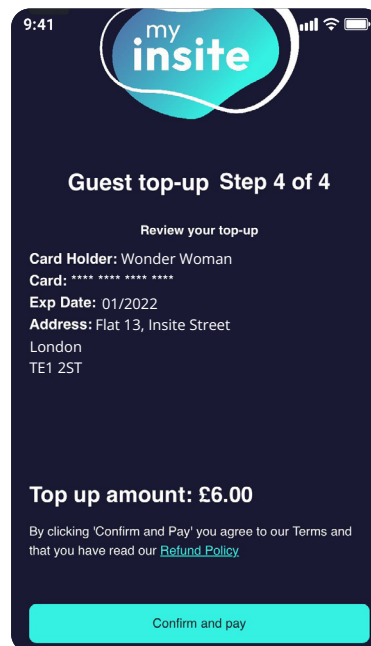 9:41
my
insite
Guest top-up Step 4 of 4
Review your top-up
Card Holder: Wonder Woman
Card: **** **** **** ****
Exp Date: 01/2022
Address: Flat 13, Insite Street
London
TE1 2ST
Top up amount: £6.00
By clicking 'Confirm and Pay' you agree to our Terms and
that you have read our Refund Policy
Confirm and pay